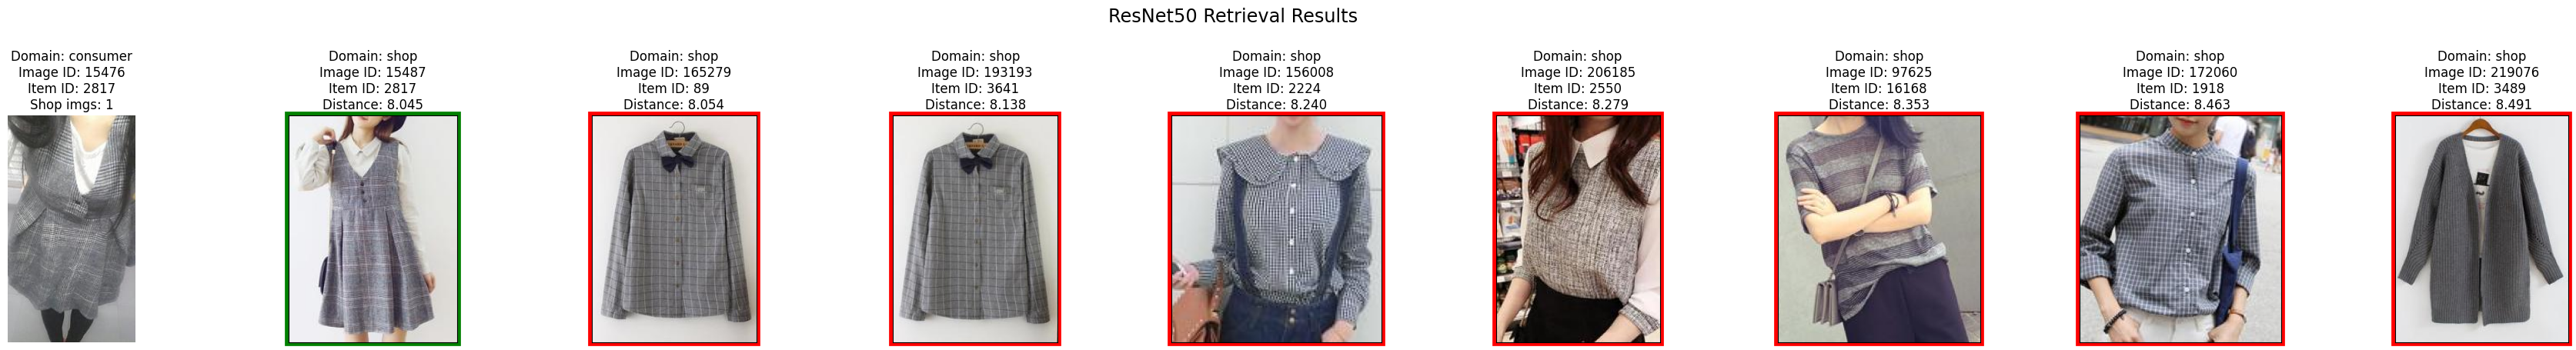 ResNet50 Retrieval Results
Domain: consumer
Image ID: 15476
Item ID: 2817
Shop imgs: 1
Domain: shop
Image ID: 15487
Item ID: 2817
Distance: 8.045
Domain: shop
Image ID: 165279
Item ID: 89
Distance: 8.054
Domain: shop
Image ID: 193193
Item ID: 3641
Distance: 8.138
Domain: shop
Image ID: 156008
Item ID: 2224
Distance: 8.240
Domain: shop
Image ID: 206185
Item ID: 2550
Distance: 8.279
Domain: shop
Image ID: 97625
Item ID: 16168
Distance: 8.353
Domain: shop
Image ID: 172060
Item ID: 1918
Distance: 8.463
Domain: shop
Image ID: 219076
Item ID: 3489
Distance: 8.491